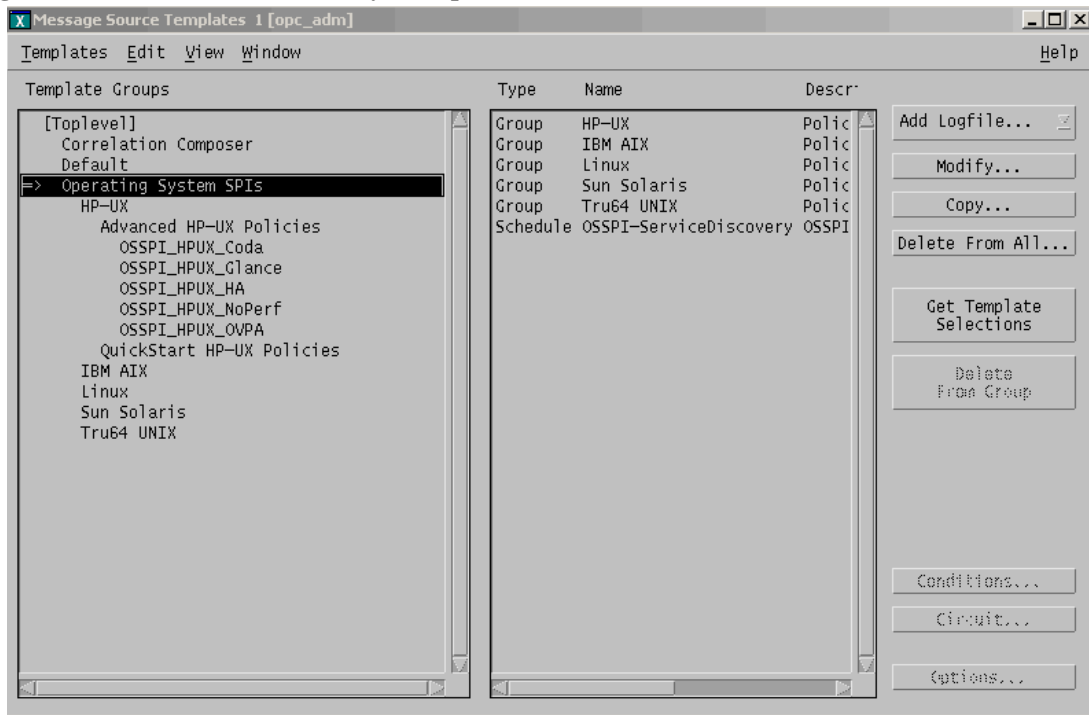 X Message Source Templates 1 [opc_adm]
Templates Edit View Window Help
Template Groups
[Toplevel]
Correlation Composer
Default
=> Operating System SPIs
HP-UX
Advanced HP-UX Policies
OSSPI_HPUX_Coda
OSSPI_HPUX_Glance
OSSPI_HPUX_HA
OSSPI_HPUX_NoPerf
OSSPI_HPUX_OVPA
QuickStart HP-UX Policies
IBM AIX
Linux
Sun Solaris
Tru64 UNIX
Type Name Descr
Group HP-UX Polic
Group IBM AIX Polic
Group Linux Polic
Group Sun Solaris Polic
Group Tru64 UNIX Polic
Schedule OSSPI-ServiceDiscovery OSSPI
Add Logfile...
Modify...
Copy...
Delete From All...
Get Template
Selections
Delete
From Group
Conditions...
Circuit...
Options...